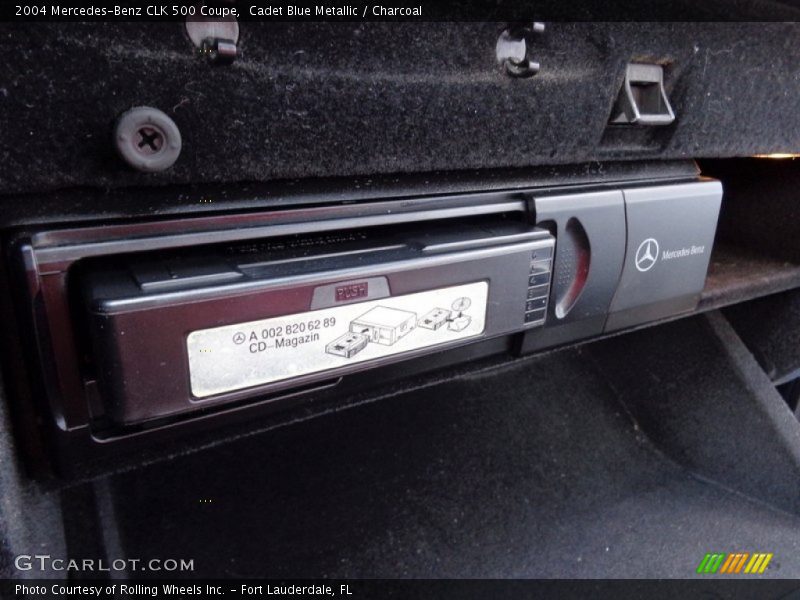 2004 Mercedes-Benz CLK 500 Coupe, Cadet Blue Metallic / Charcoal
PUSH
A 002 820 62 89
CD-Magazin
Mercedes Benz
GTCARLOT.COM
Photo Courtesy of Rolling Wheels Inc. - Fort Lauderdale, FL